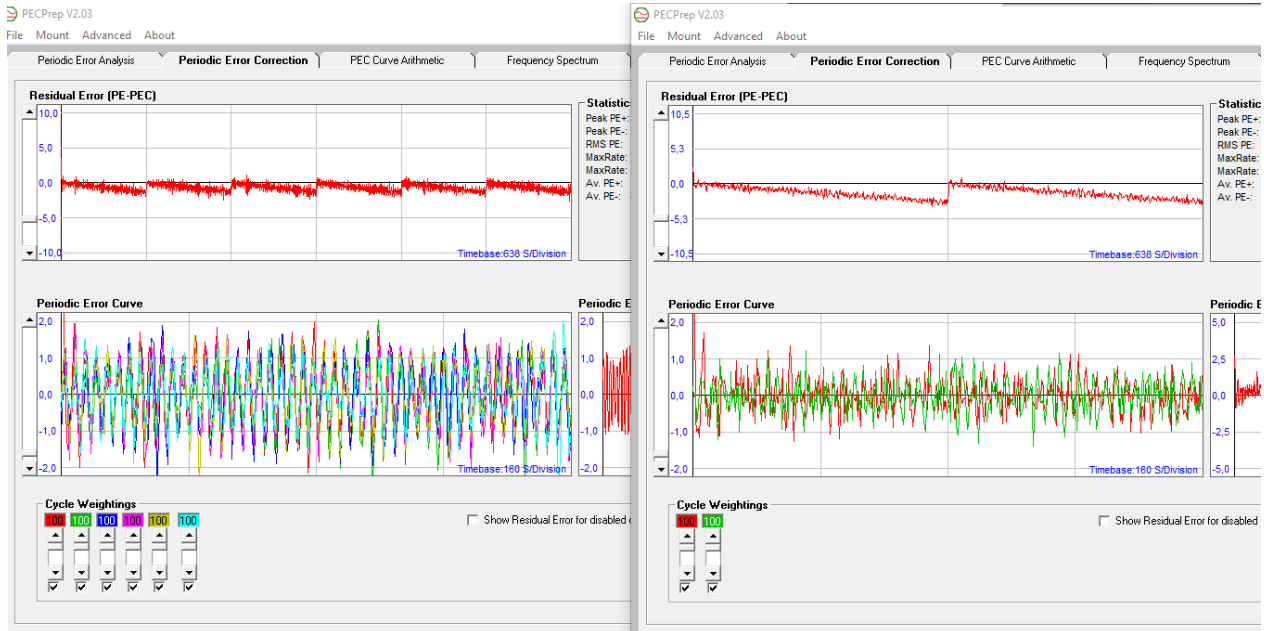 PECPrep V2.03
File Mount Advanced About
Periodic Error Analysis Periodic Error Correction PEC Curve Arithmetic Frequency Spectrum
Residual Error (PE-PEC)
10,0
5,0
0,0
-5,0
-10,0
Timebase:638 S/Division
Statistic
Peak PE+:
Peak PE-:
RMS PE:
MaxRate:
MaxRate:
Av. PE+:
Av. PE-:
Periodic Error Curve
2,0
1,0
0,0
-1,0
-2,0
Timebase:160 S/Division
Periodic E
2,0
1,0
0,0
-1,0
-2,0
Cycle Weightings
100 100 100 100 100 100
Show Residual Error for disabled
PECPrep V2.03
File Mount Advanced About
Periodic Error Analysis Periodic Error Correction PEC Curve Arithmetic Frequency Spectrum
Residual Error (PE-PEC)
10,5
5,3
0,0
-5,3
-10,5
Timebase:638 S/Division
Statistic
Peak PE+:
Peak PE-:
RMS PE:
MaxRate:
MaxRate:
Av. PE+:
Av. PE-:
Periodic Error Curve
2,0
1,0
0,0
-1,0
-2,0
Timebase:160 S/Division
Periodic E
5,0
2,5
0,0
-2,5
-5,0
Cycle Weightings
100 100
Show Residual Error for disabled